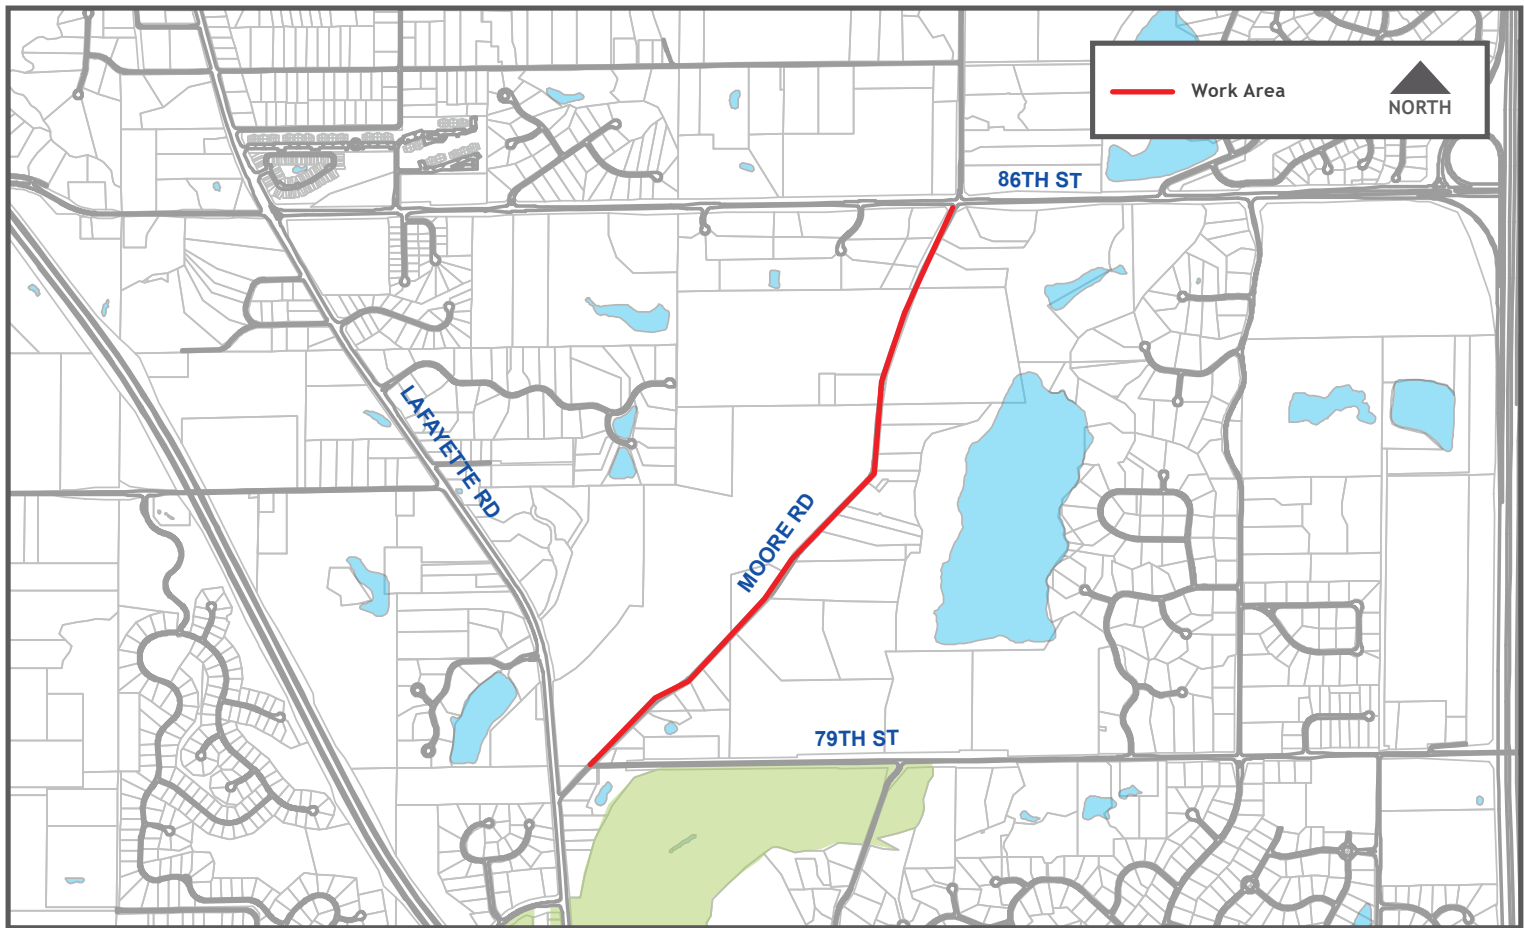 Work Area
NORTH
86TH ST
LAFAYETTE RD
MOORE RD
79TH ST